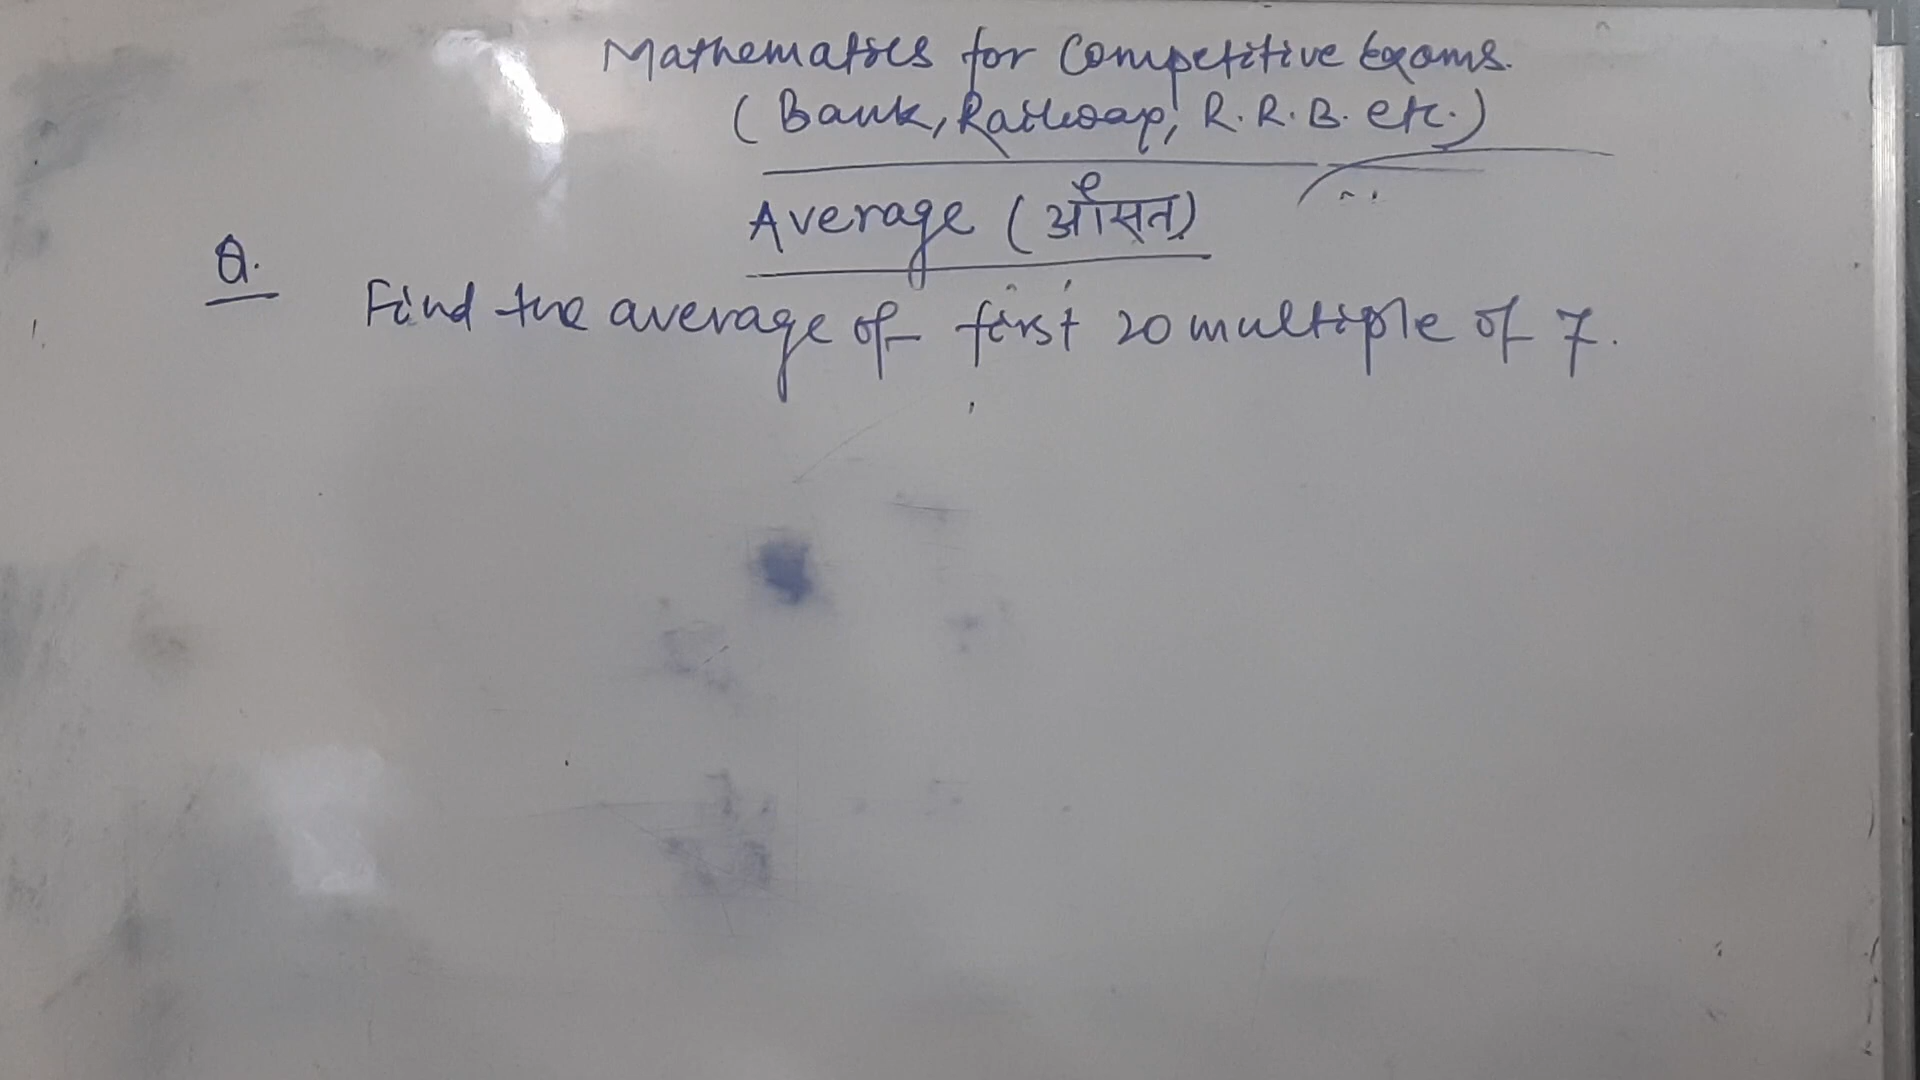 Mathematics for Competitive Exams.
(Bank, Railway, R.R.B. etc.)
Average (औसत)
Q.
Find the average of first 20 multiple of 7.